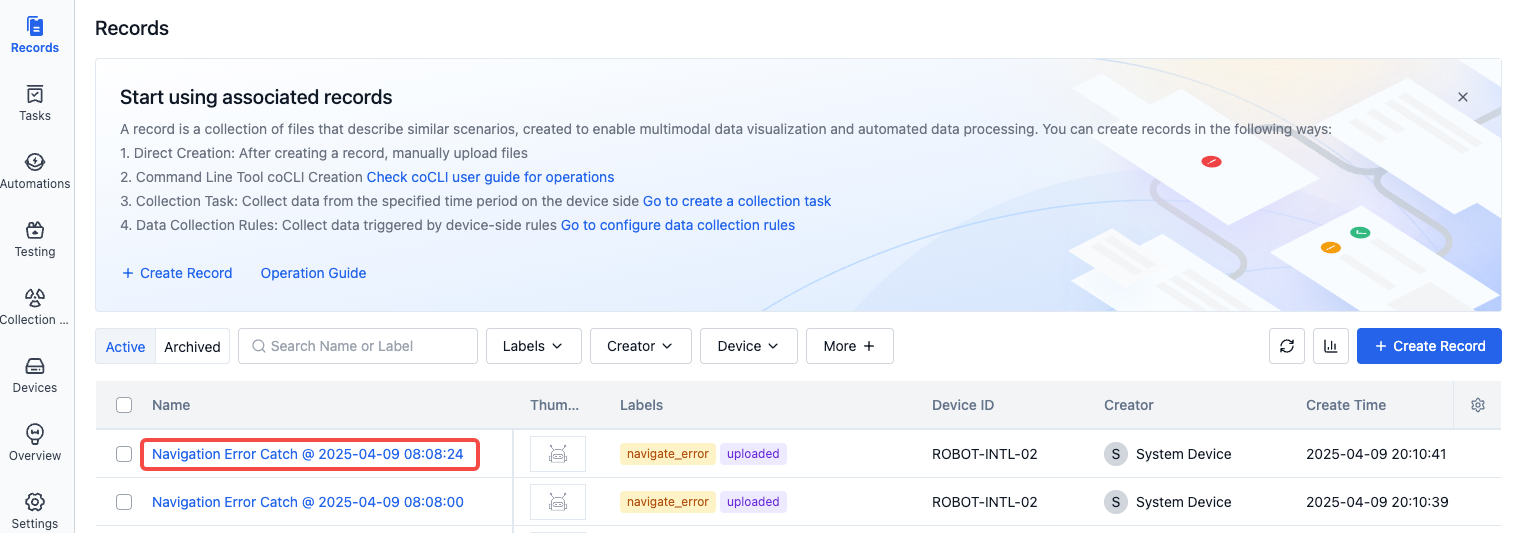 Records
Tasks
Automations
Testing
Collection ...
Devices
Overview
Settings
Records
Start using associated records
A record is a collection of files that describe similar scenarios, created to enable multimodal data visualization and automated data processing. You can create records in the following ways:
1. Direct Creation: After creating a record, manually upload files
2. Command Line Tool coCLI Creation Check coCLI user guide for operations
3. Collection Task: Collect data from the specified time period on the device side Go to create a collection task
4. Data Collection Rules: Collect data triggered by device-side rules Go to configure data collection rules
+ Create Record Operation Guide
Active Archived Search Name or Label Labels Creator Device More + + Create Record
Name Thum... Labels Device ID Creator Create Time
Navigation Error Catch @ 2025-04-09 08:08:24 navigate_error uploaded ROBOT-INTL-02 S System Device 2025-04-09 20:10:41
Navigation Error Catch @ 2025-04-09 08:08:00 navigate_error uploaded ROBOT-INTL-02 S System Device 2025-04-09 20:10:39